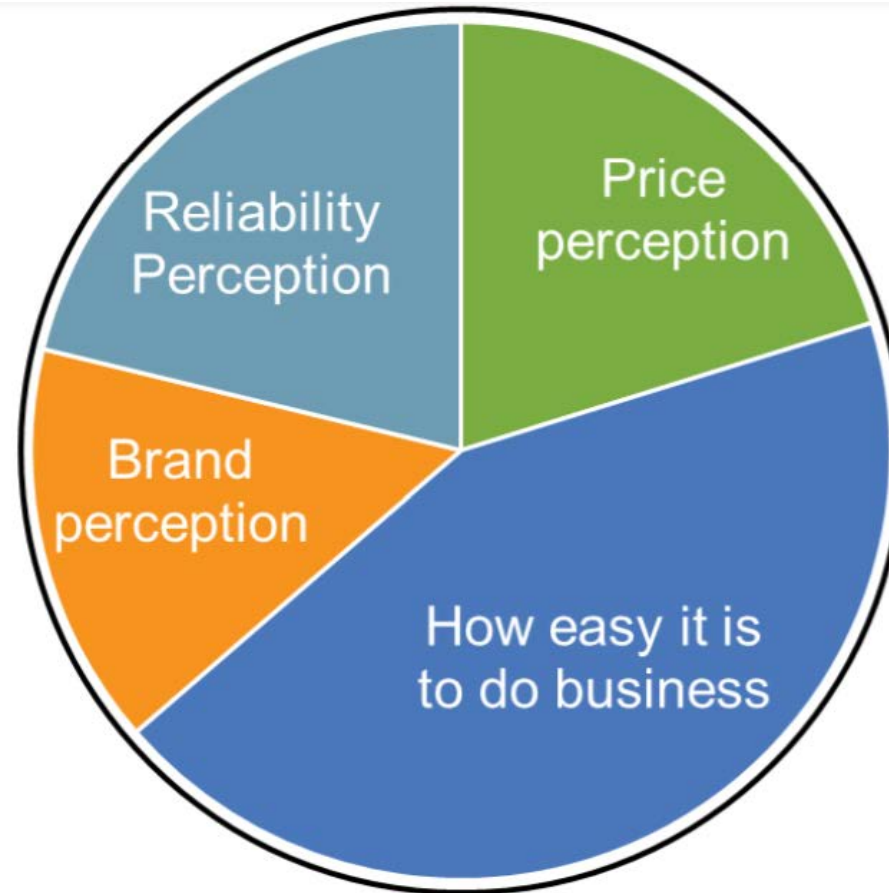 Reliability
Perception
Price
perception
Brand
perception
How easy it is
to do business